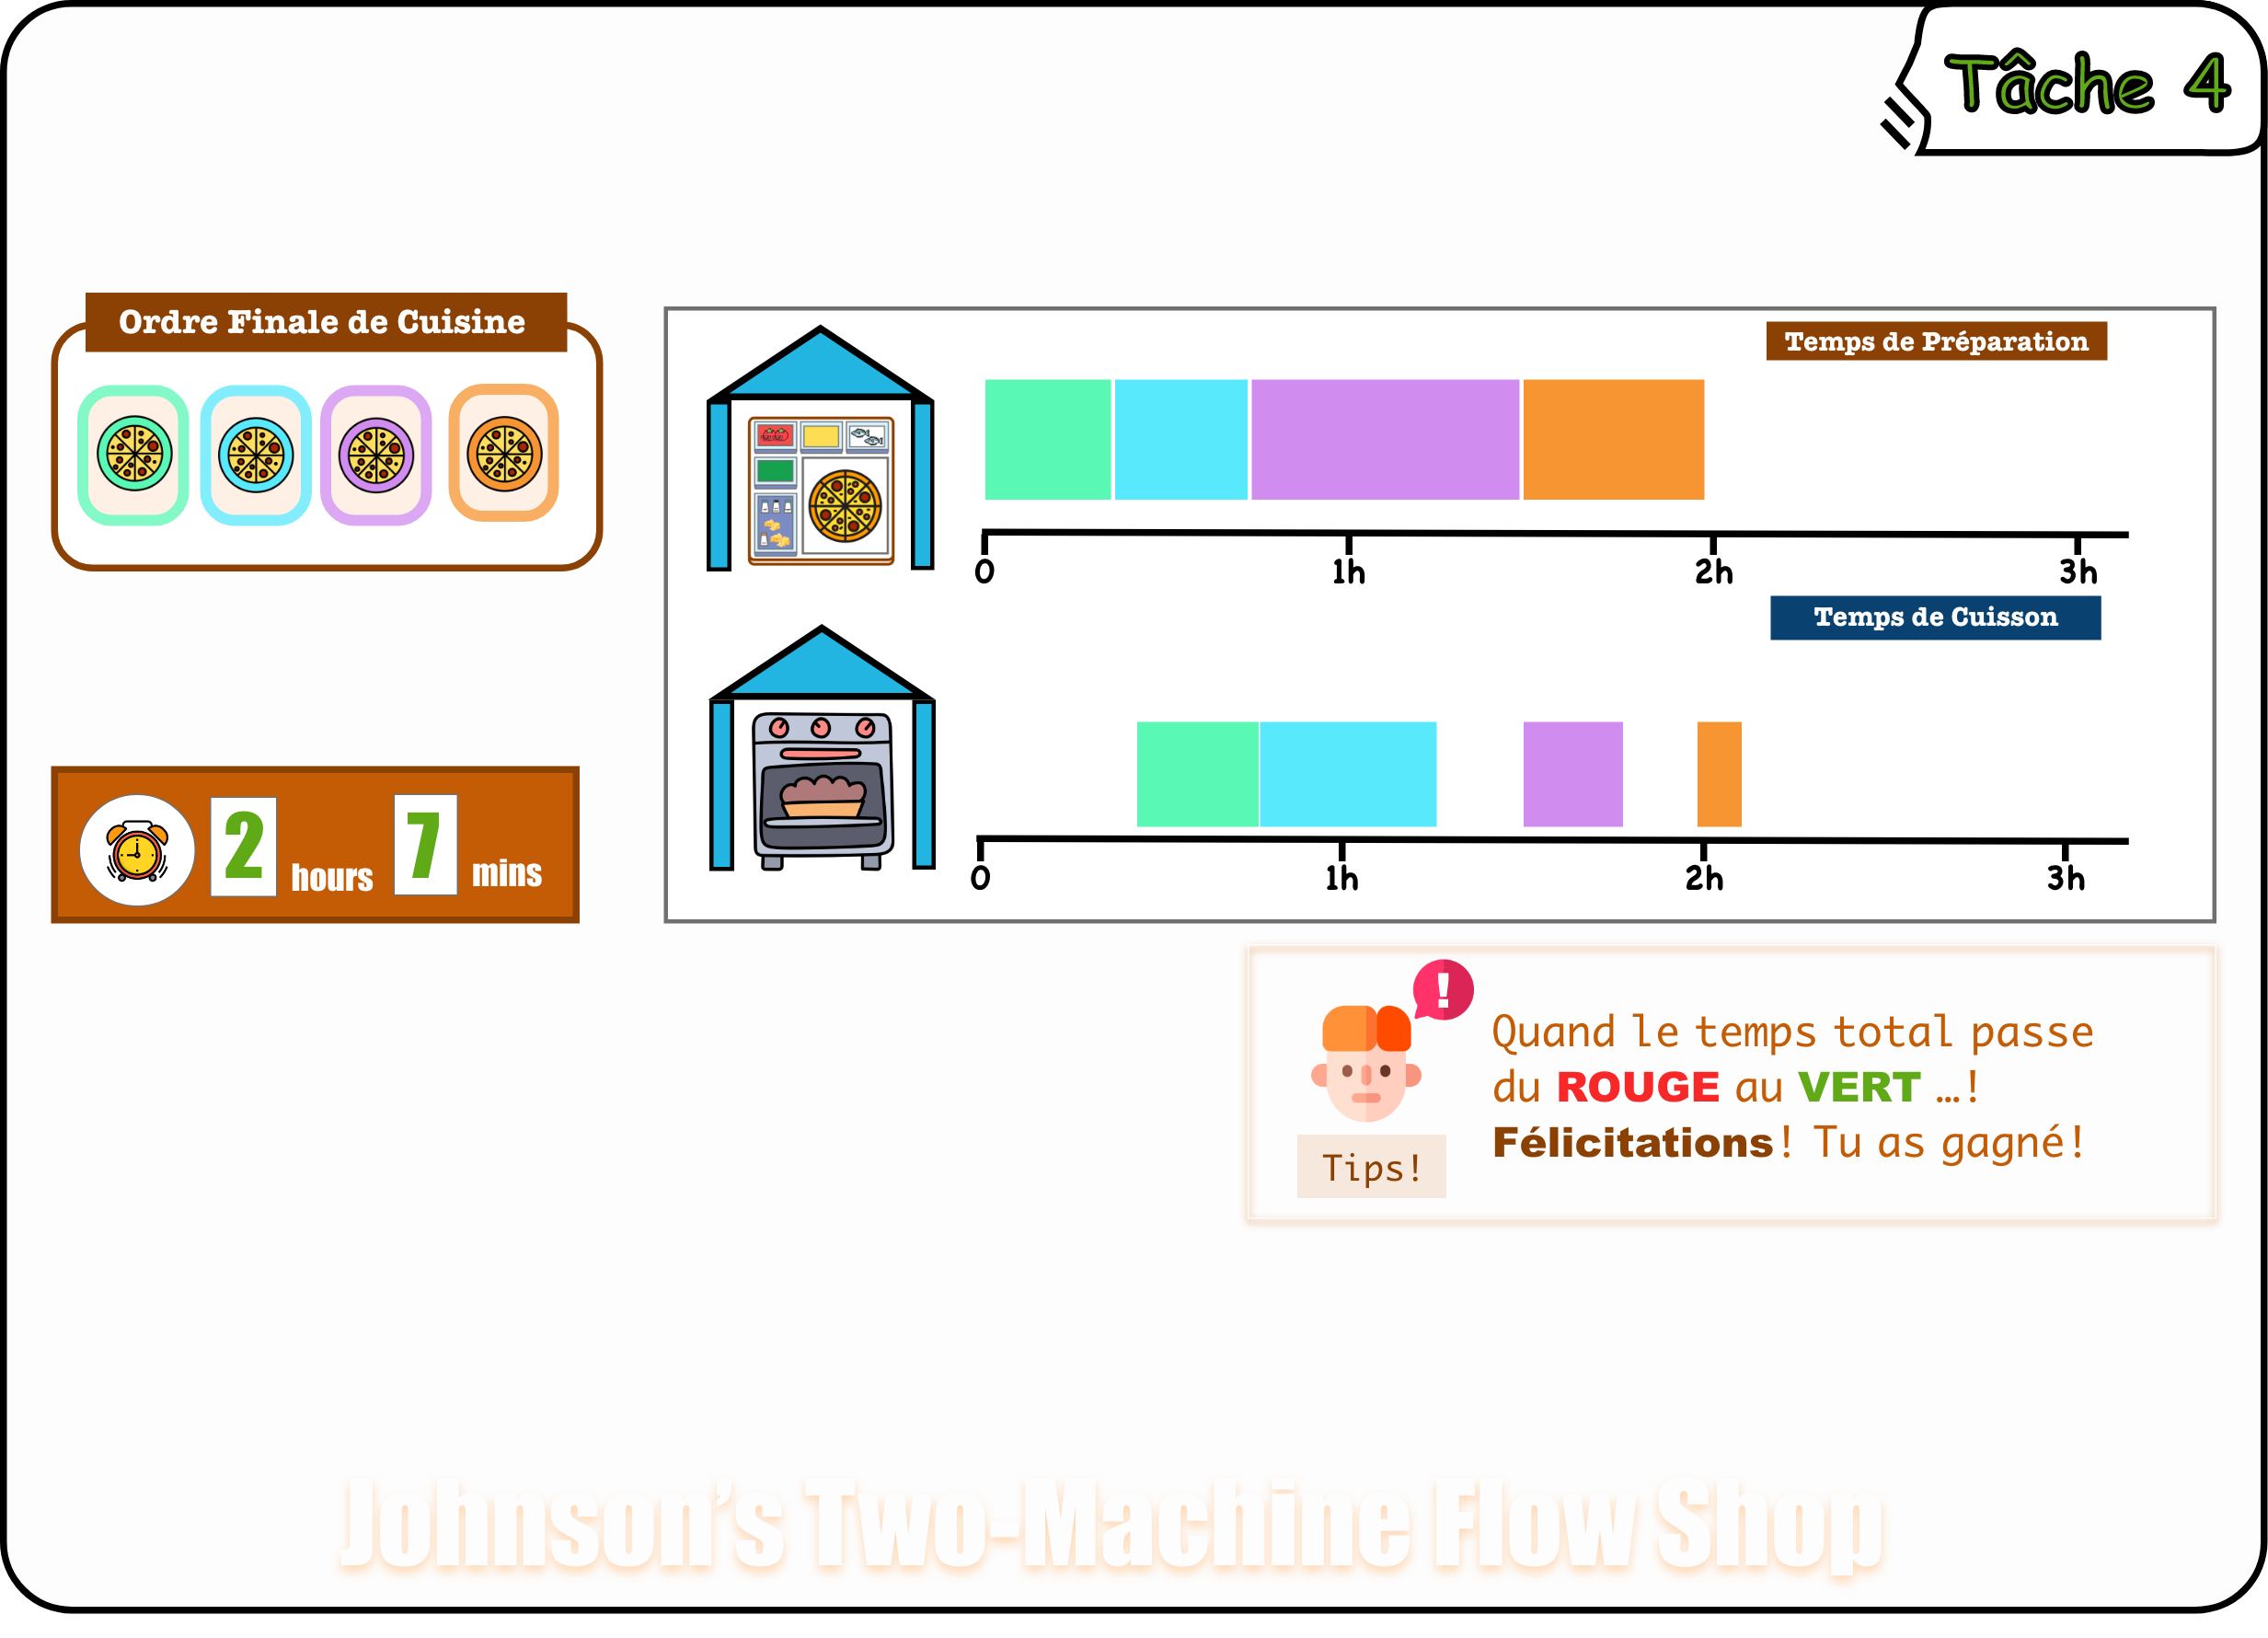 Tâche 4
Ordre Finale de Cuisine
Temps de Préparation
0 1h 2h 3h
Temps de Cuisson
2 hours 7 mins
0 1h 2h 3h
!
Quand le temps total passe
du ROUGE au VERT ...!
Félicitations! Tu as gagné!
Tips!
Johnson's Two-Machine Flow Shop